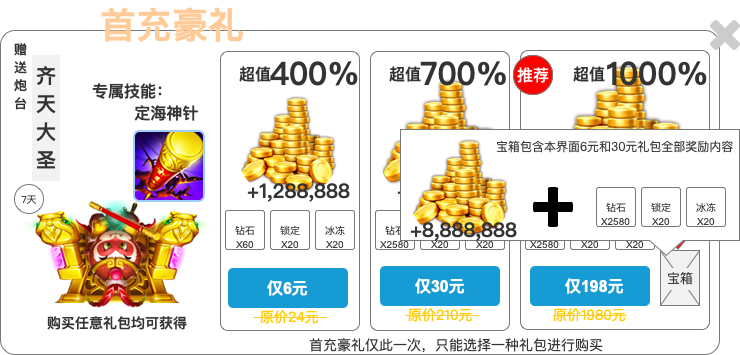 首充豪礼
赠送炮台
齐天大圣
7天
专属技能：
定海神针
购买任意礼包均可获得
超值400%
+1,288,888
钻石
X60
锁定
X20
冰冻
X20
仅6元
原价24元
超值700%
X2580
X20
X20
仅30元
原价210元
推荐
超值1000%
X2580
X20
X20
仅198元
原价1980元
宝箱包含本界面6元和30元礼包全部奖励内容
+8,888,888
钻石
X2580
锁定
X20
冰冻
X20
宝箱
首充豪礼仅此一次，只能选择一种礼包进行购买